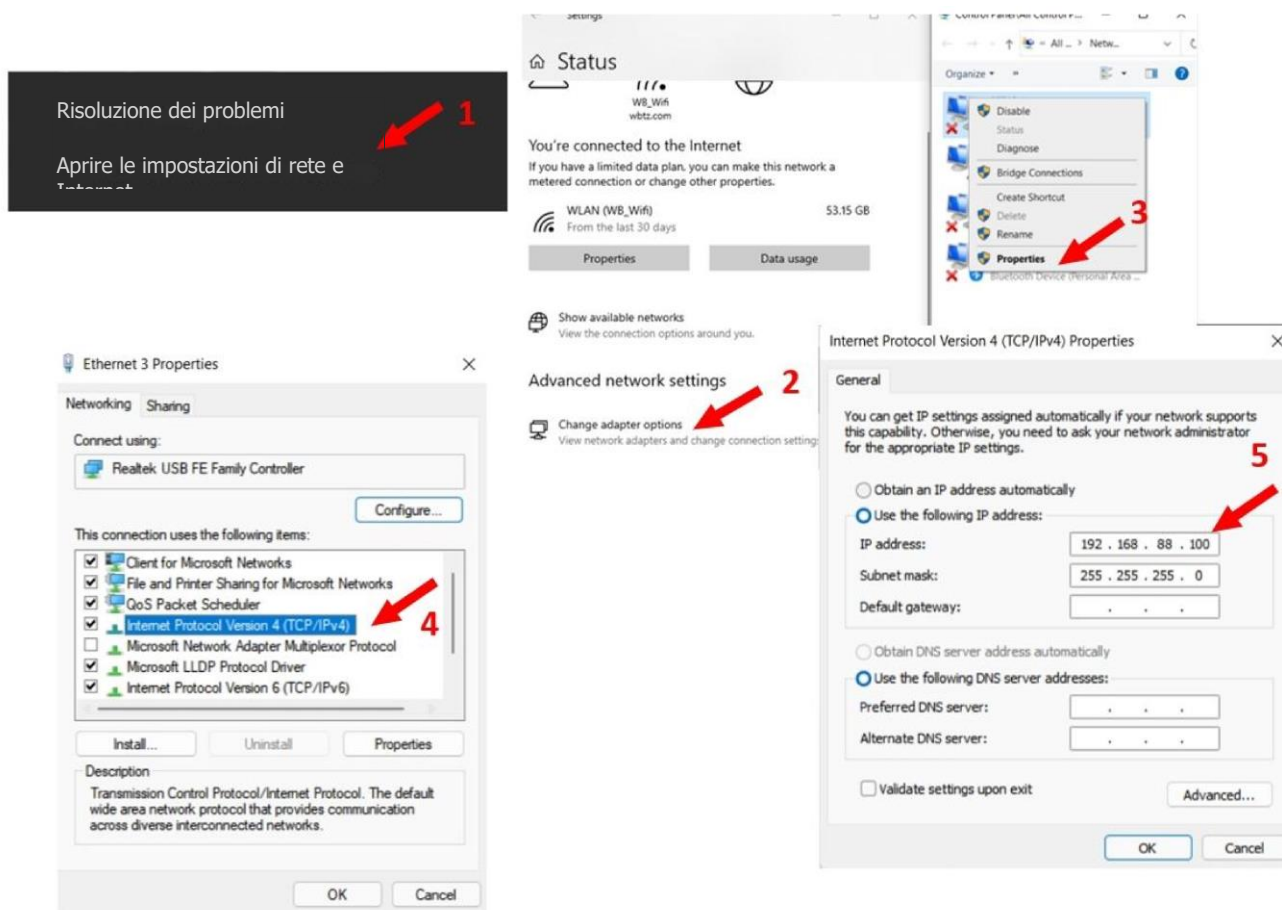 Risoluzione dei problemi
Aprire le impostazioni di rete e
Internet
1
Settings
Status
WB_Wifi
wbtz.com
You're connected to the Internet
If you have a limited data plan, you can make this network a
metered connection or change other properties.
WLAN (WB_Wifi)
53.15 GB
From the last 30 days
Properties
Data usage
Show available networks
View the connection options around you.
Advanced network settings
2
Change adapter options
View network adapters and change connection settings
Control Panel\All Control P...
All ... > Netw...
Organize
Disable
Status
Diagnose
Bridge Connections
Create Shortcut
Delete
Rename
Properties
3
Bluetooth Device (Personal Area ...
Ethernet 3 Properties
Networking
Sharing
Connect using:
Realtek USB FE Family Controller
Configure...
This connection uses the following items:
Client for Microsoft Networks
File and Printer Sharing for Microsoft Networks
QoS Packet Scheduler
Internet Protocol Version 4 (TCP/IPv4)
Microsoft Network Adapter Multiplexor Protocol
Microsoft LLDP Protocol Driver
Internet Protocol Version 6 (TCP/IPv6)
4
Install...
Uninstall
Properties
Description
Transmission Control Protocol/Internet Protocol. The default
wide area network protocol that provides communication
across diverse interconnected networks.
OK
Cancel
Internet Protocol Version 4 (TCP/IPv4) Properties
General
You can get IP settings assigned automatically if your network supports
this capability. Otherwise, you need to ask your network administrator
for the appropriate IP settings.
5
Obtain an IP address automatically
Use the following IP address:
IP address:
192 . 168 . 88 . 100
Subnet mask:
255 . 255 . 255 . 0
Default gateway:
. . .
Obtain DNS server address automatically
Use the following DNS server addresses:
Preferred DNS server:
. . .
Alternate DNS server:
. . .
Validate settings upon exit
Advanced...
OK
Cancel